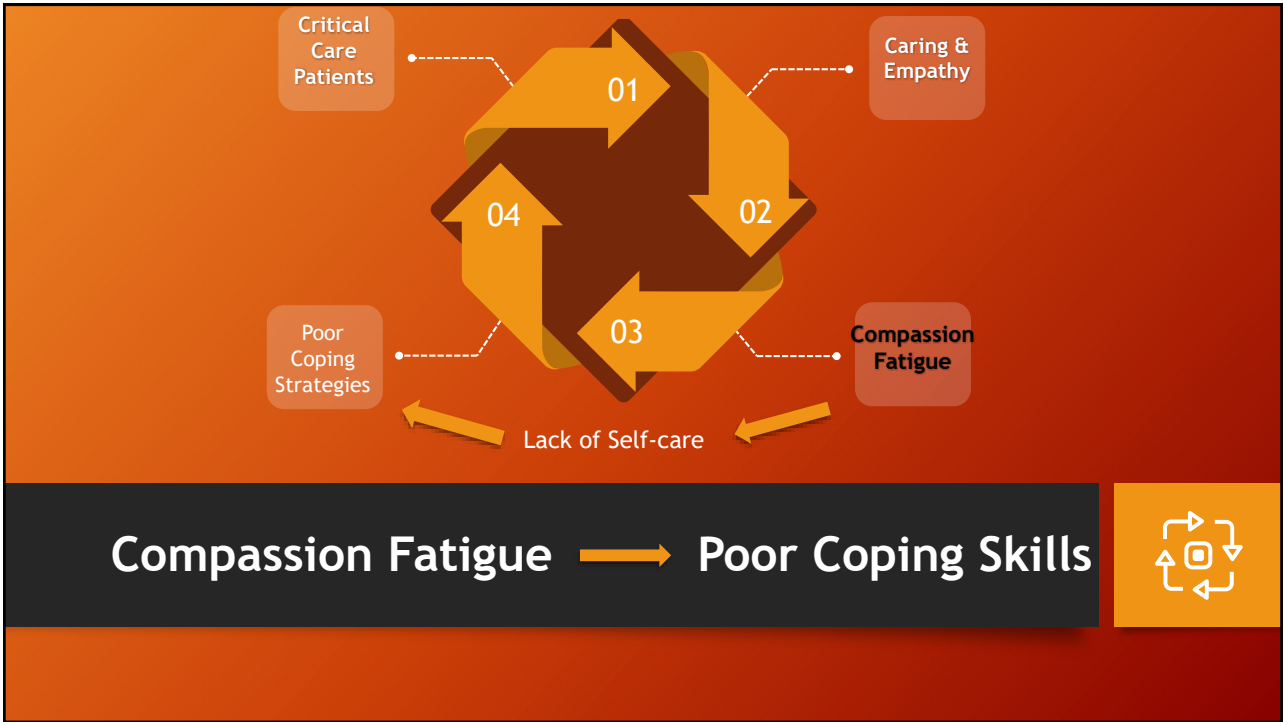 Critical
Care
Patients
Caring &
Empathy
01
02
03
04
Poor
Coping
Strategies
Compassion
Fatigue
Lack of Self-care
Compassion Fatigue
Poor Coping Skills